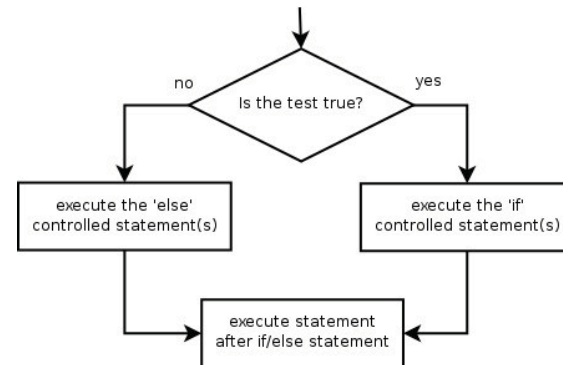 no
yes
Is the test true?
execute the 'else'
controlled statement(s)
execute the 'if'
controlled statement(s)
execute statement
after if/else statement